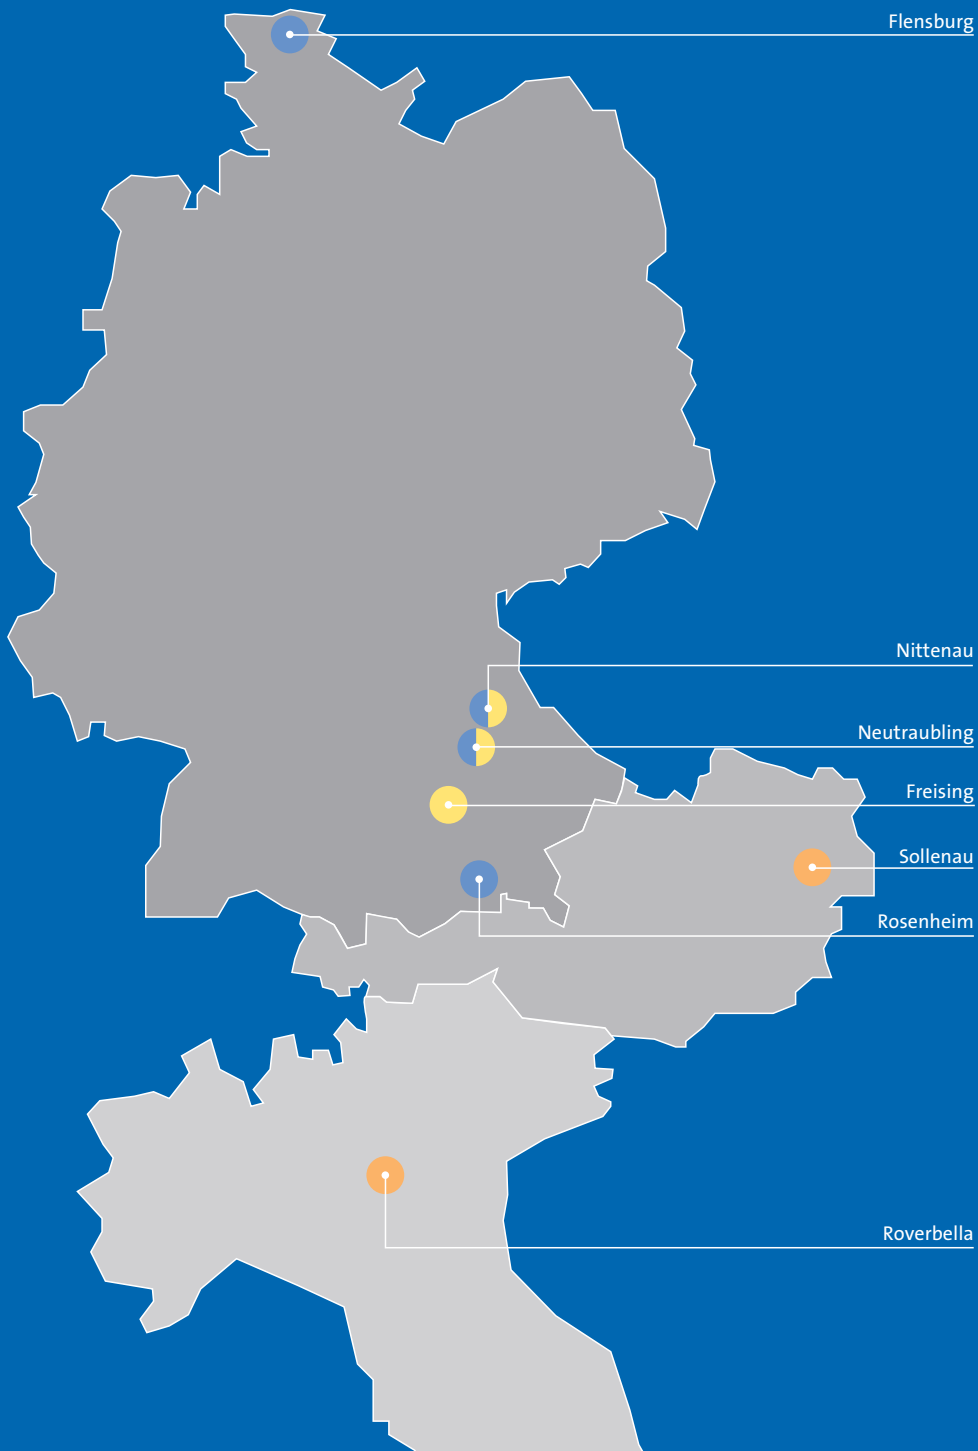 Flensburg
Nittenau
Neutraubling
Freising
Sollenau
Rosenheim
Roverbella